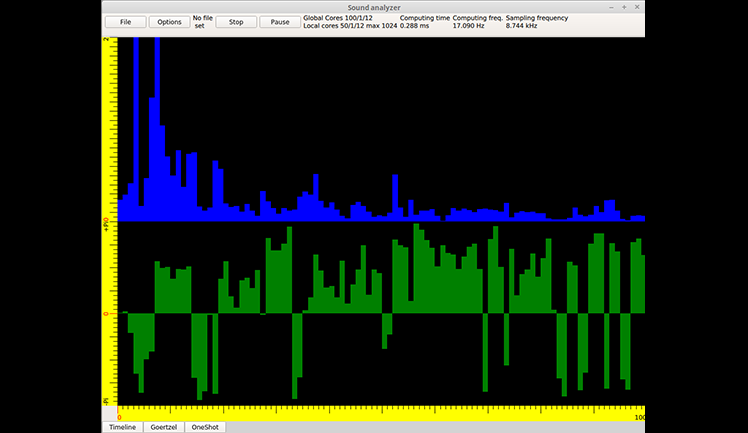 Sound analyzer
File Options No file set Stop Pause
Global Cores 100/1/12 Computing time Computing freq. Sampling frequency
Local cores 50/1/12 max 1024 0.288 ms 17.090 Hz 8.744 kHz
2
0
+Pi
0
-Pi
0 100
Timeline Goertzel OneShot